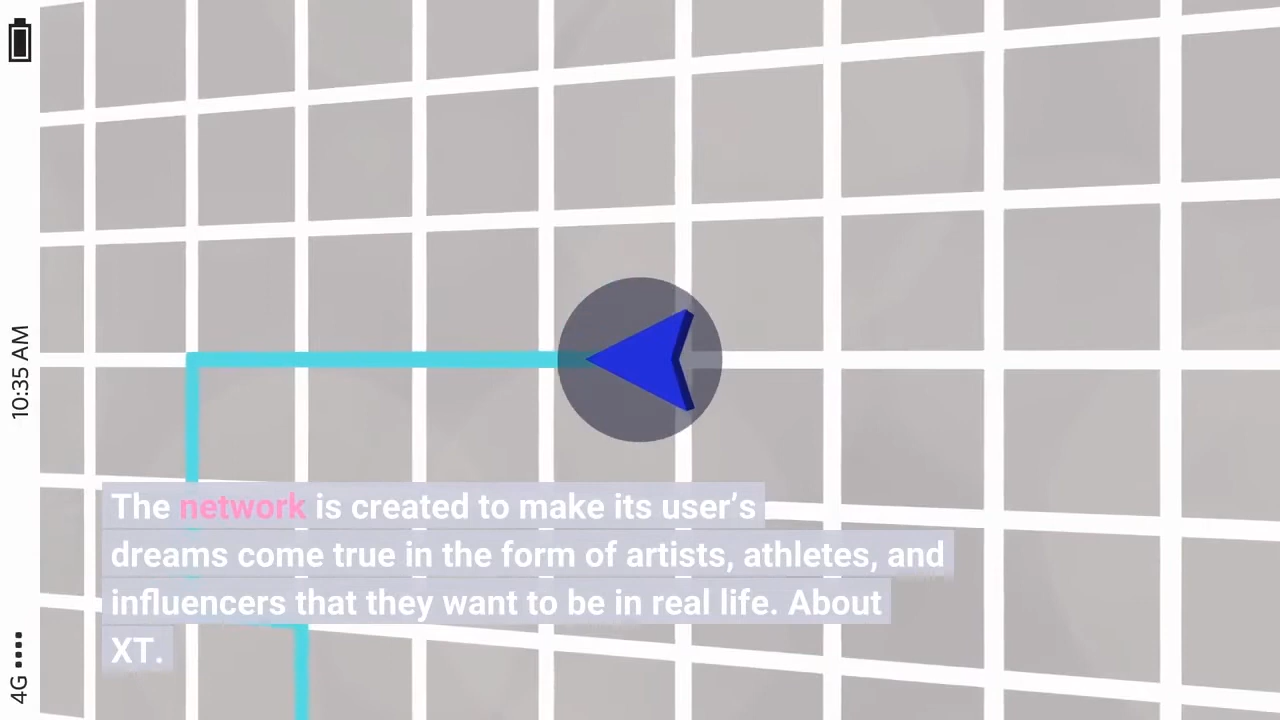 10:35 AM
4G
The network is created to make its user’s
dreams come true in the form of artists, athletes, and
influencers that they want to be in real life. About
XT.